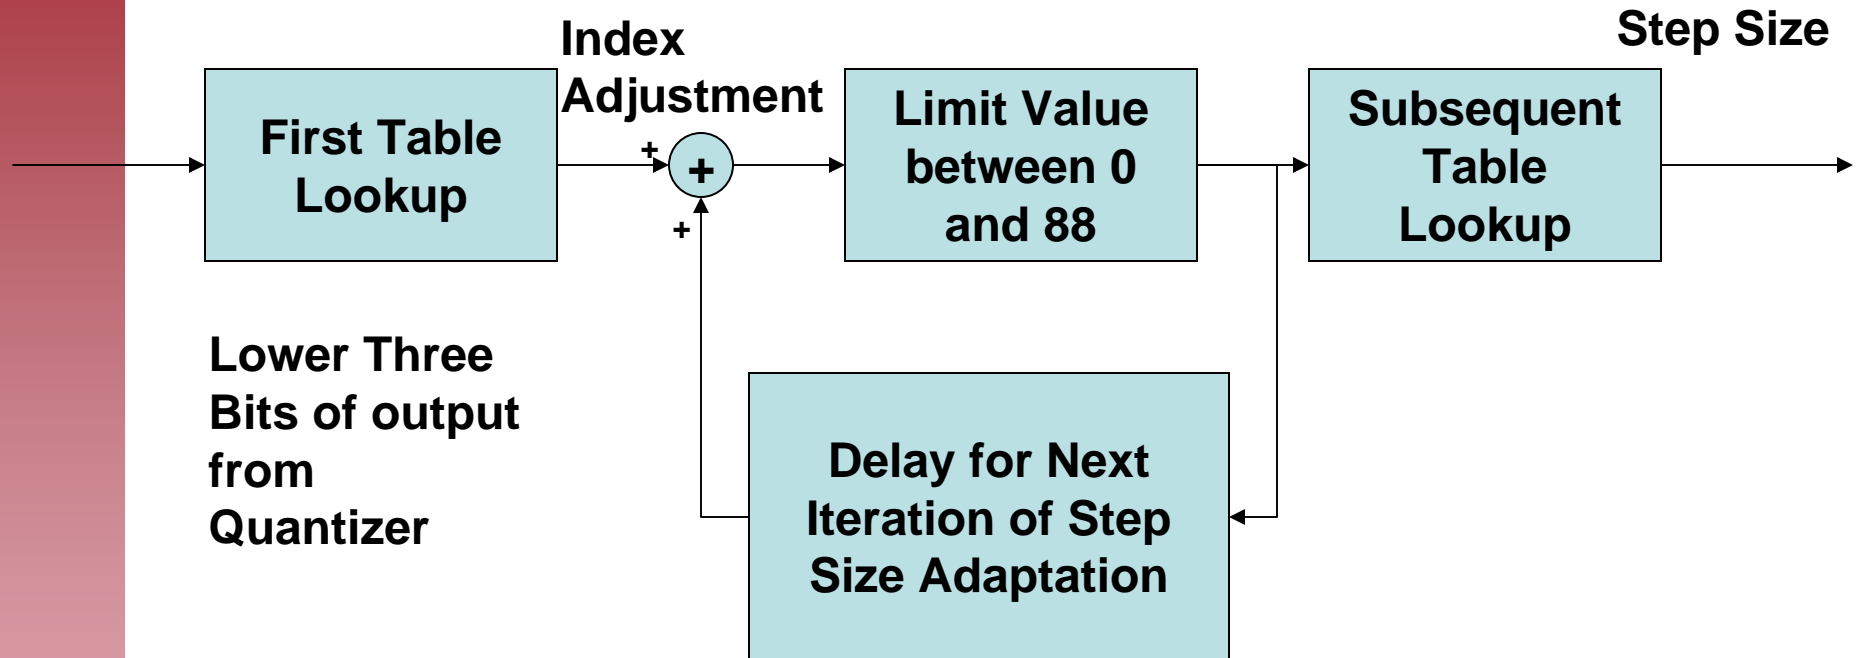 Step Size
Index
Adjustment
First Table
Lookup
+
+
+
Limit Value
between 0
and 88
Subsequent
Table
Lookup
Lower Three
Bits of output
from
Quantizer
Delay for Next
Iteration of Step
Size Adaptation